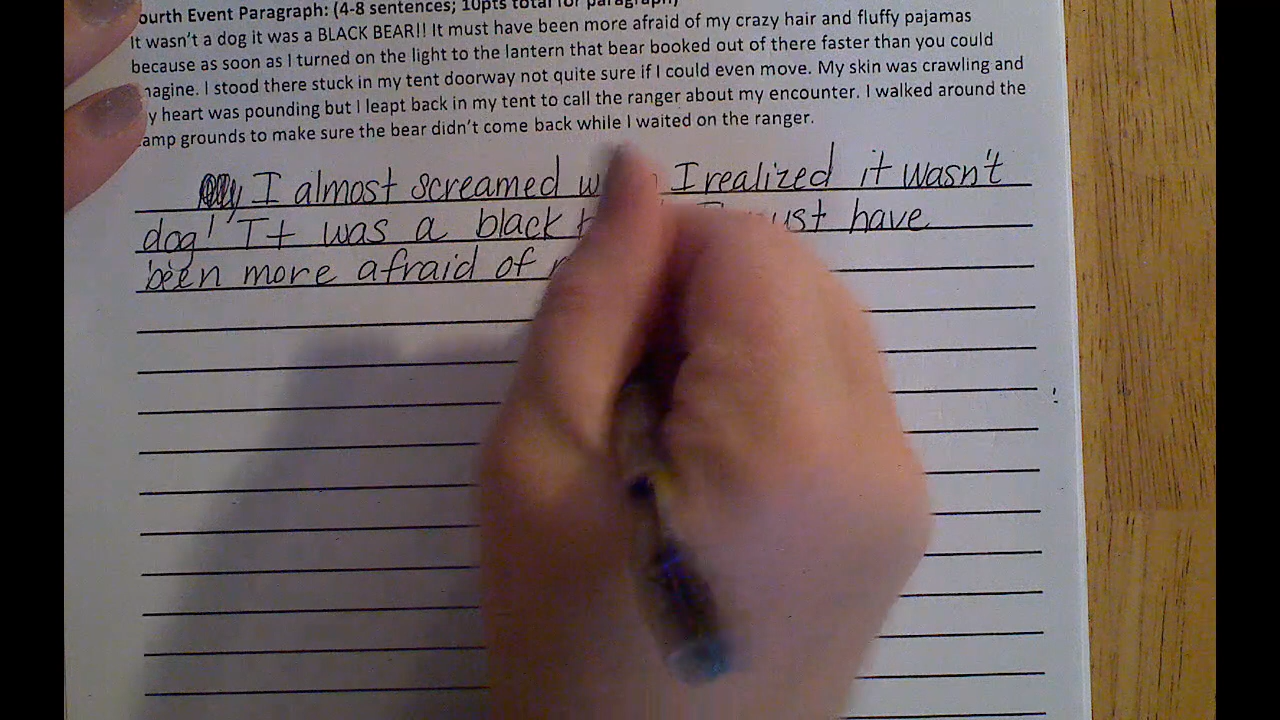 ourth Event Paragraph: (4-8 sentences; 10pts total for paragraph)
It wasn't a dog it was a BLACK BEAR!! It must have been more afraid of my crazy hair and fluffy pajamas
because as soon as I turned on the light to the lantern that bear booked out of there faster than you could
magine. I stood there stuck in my tent doorway not quite sure if I could even move. My skin was crawling and
y heart was pounding but I leapt back in my tent to call the ranger about my encounter. I walked around the
amp grounds to make sure the bear didn't come back while I waited on the ranger.
I almost screamed I realized it wasn't
dog! It was a black have
been more afraid of